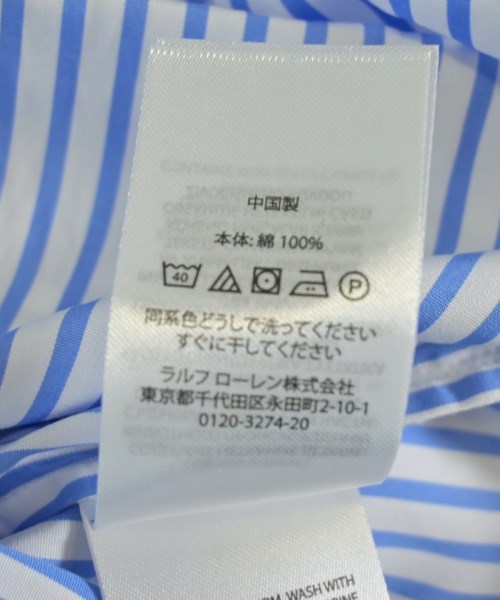 中国製
本体: 綿 100%
40 P
同系色どうしで洗ってください
すぐに干してください
ラルフ ローレン株式会社
東京都千代田区永田町2-10-1
0120-3274-20
WASH WITH